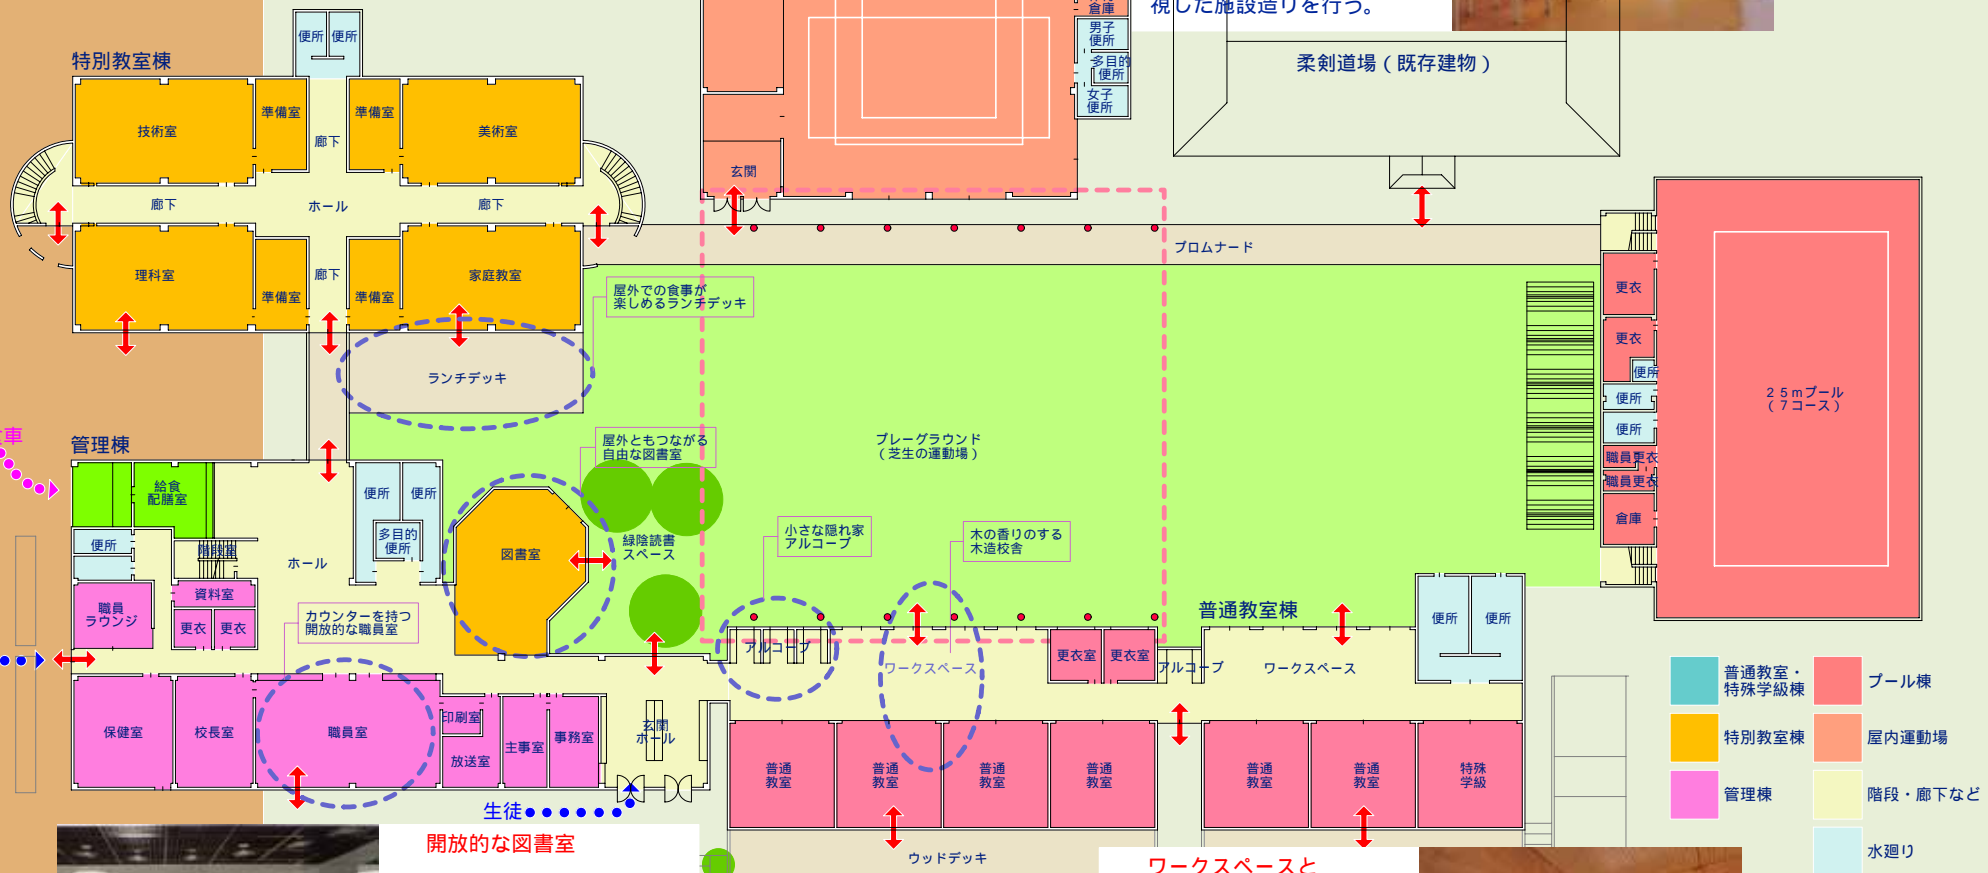 視した施設造りを行う。
倉庫
男子
便所
多目的
便所
女子
便所
柔剣道場（既存建物）
便所
便所
特別教室棟
技術室
準備室
廊下
準備室
美術室
廊下
ホール
廊下
理科室
準備室
廊下
準備室
家庭教室
玄関
プロムナード
屋外での食事が
楽しめるランチデッキ
ランチデッキ
更衣
更衣
便所
便所
便所
職員更衣
職員更衣
倉庫
２５ｍプール
（７コース）
車
管理棟
屋外ともつながる
自由な図書室
プレーグラウンド
（芝生の運動場）
給食
配膳室
便所
階段室
ホール
便所
便所
多目的
便所
図書室
緑陰読書
スペース
小さな隠れ家
アルコーブ
木の香りのする
木造校舎
職員
ラウンジ
資料室
更衣
更衣
カウンターを持つ
開放的な職員室
普通教室棟
アルコーブ
ワークスペース
更衣室
更衣室
アルコーブ
ワークスペース
便所
便所
保健室
校長室
職員室
印刷室
放送室
主事室
事務室
玄関
ホール
普通
教室
普通
教室
普通
教室
普通
教室
普通
教室
普通
教室
特殊
学級
生徒
ウッドデッキ
開放的な図書室
ワークスペースと
普通教室・
特殊学級棟
特別教室棟
管理棟
プール棟
屋内運動場
階段・廊下など
水廻り